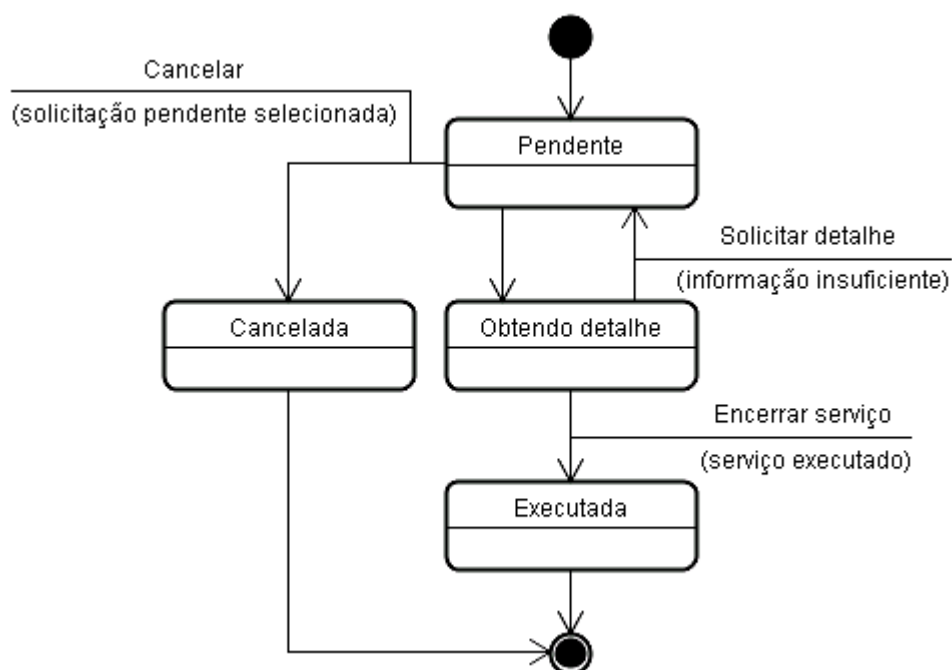 Cancelar
(solicitação pendente selecionada)
Pendente
Solicitar detalhe
(informação insuficiente)
Cancelada
Obtendo detalhe
Encerrar serviço
(serviço executado)
Executada